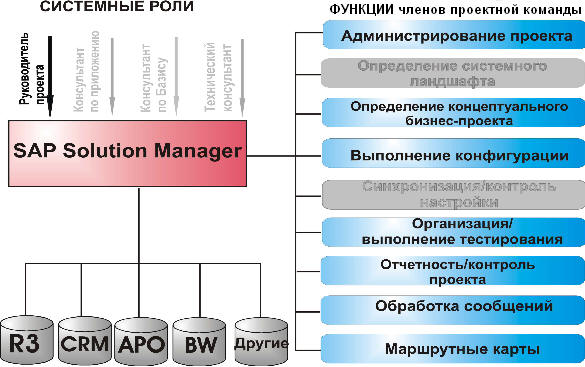 СИСТЕМНЫЕ РОЛИ
Руководитель
проекта
Консультант
по приложению
Консультант
по Базису
Технический
консультант
SAP Solution Manager
R3
CRM
APO
BW
Другие
ФУНКЦИИ членов проектной команды
Администрирование проекта
Определение системного
ландшафта
Определение концептуального
бизнес-проекта
Выполнение конфигурации
Синхронизация/контроль
настройки
Организация/
выполнение тестирования
Отчетность/контроль
проекта
Обработка сообщений
Маршрутные карты